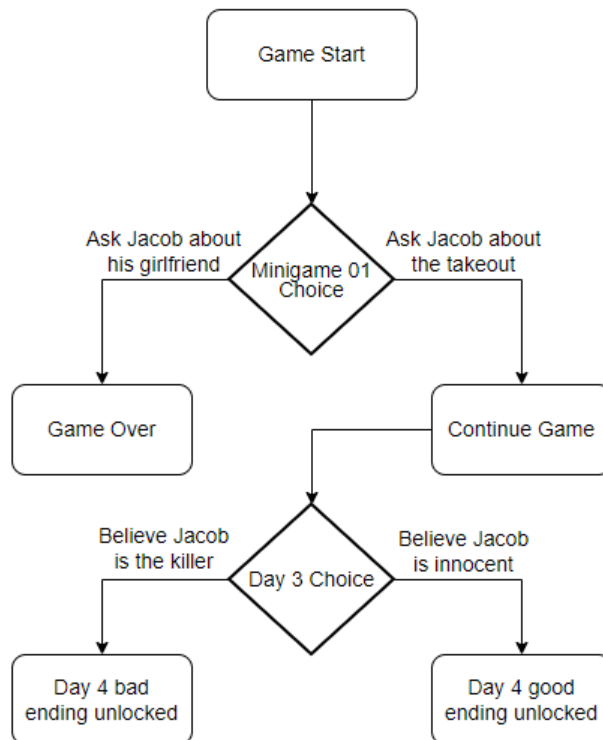 Game Start
Ask Jacob about
his girlfriend
Ask Jacob about
the takeout
Minigame 01
Choice
Game Over
Continue Game
Believe Jacob
is the killer
Believe Jacob
is innocent
Day 3 Choice
Day 4 bad
ending unlocked
Day 4 good
ending unlocked